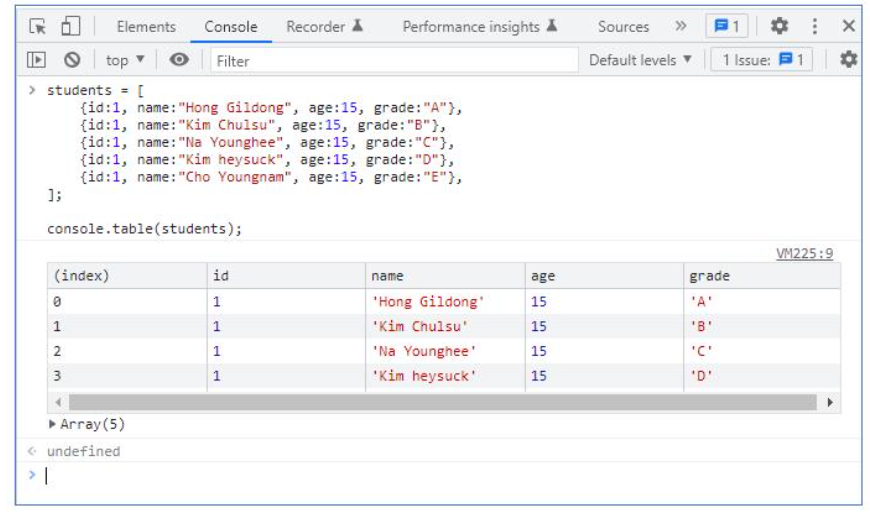 Elements Console Recorder Performance insights Sources » 1
top ▼ Filter Default levels ▼ 1 Issue: 1
> students = [
{id:1, name:"Hong Gildong", age:15, grade:"A"},
{id:1, name:"Kim Chulsu", age:15, grade:"B"},
{id:1, name:"Na Younghee", age:15, grade:"C"},
{id:1, name:"Kim heysuck", age:15, grade:"D"},
{id:1, name:"Cho Youngnam", age:15, grade:"E"},
];
console.table(students);
VM225:9
(index) id name age grade
0 1 'Hong Gildong' 15 'A'
1 1 'Kim Chulsu' 15 'B'
2 1 'Na Younghee' 15 'C'
3 1 'Kim heysuck' 15 'D'
▶ Array(5)
undefined
>